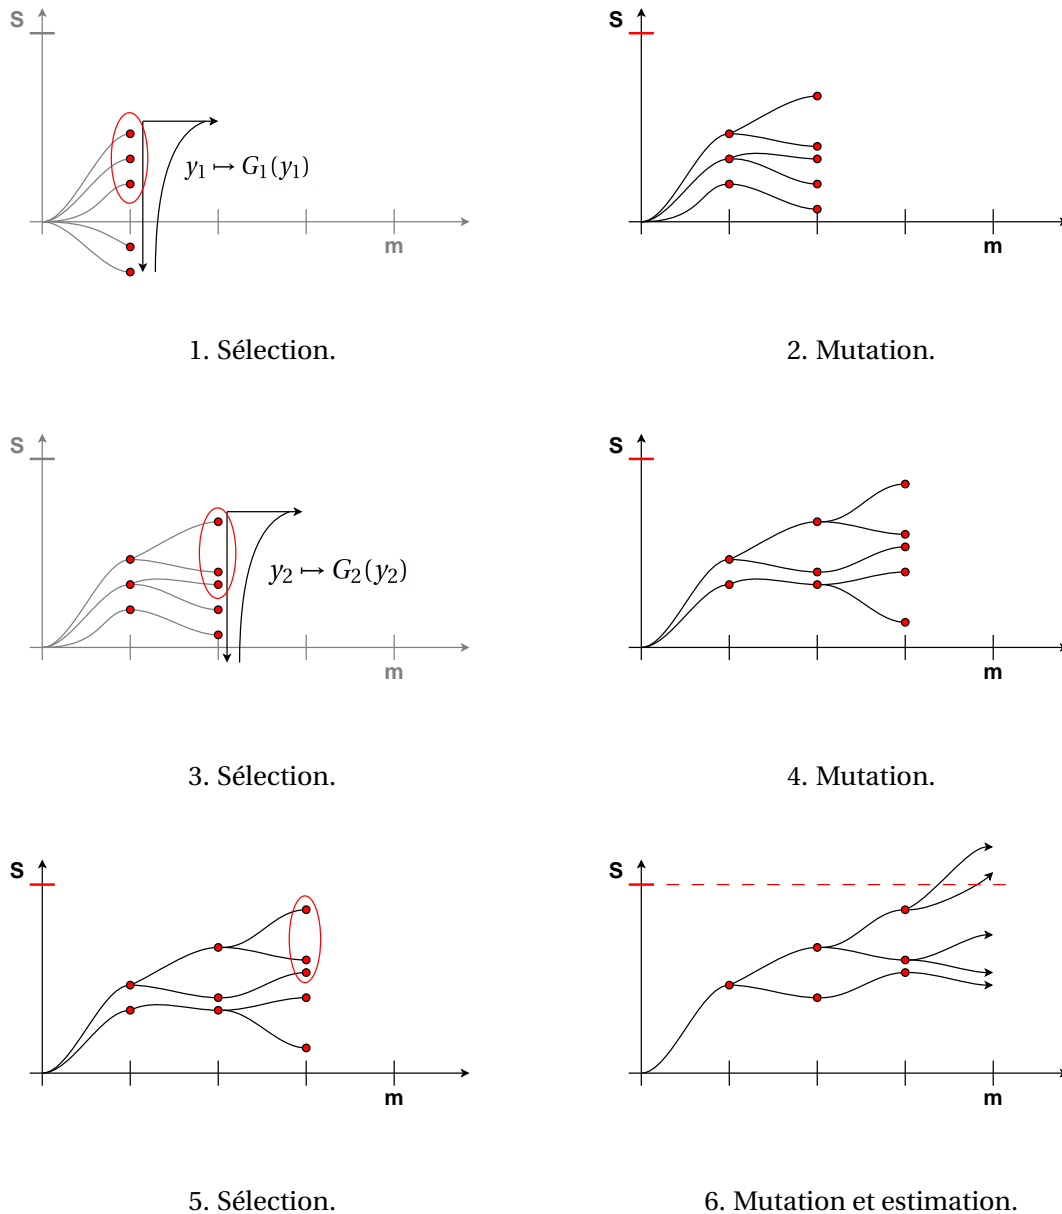 S
S
y₁ ↦ G₁(y₁)
m
m
1. Sélection.
2. Mutation.
S
S
y₂ ↦ G₂(y₂)
m
m
3. Sélection.
4. Mutation.
S
S
m
m
5. Sélection.
6. Mutation et estimation.